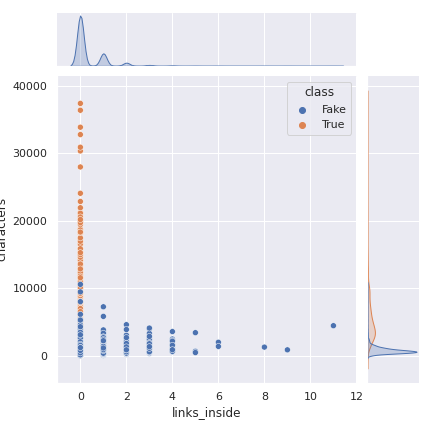 class
Fake
True
40000
30000
20000
10000
0
characters
0 2 4 6 8 10 12
links_inside